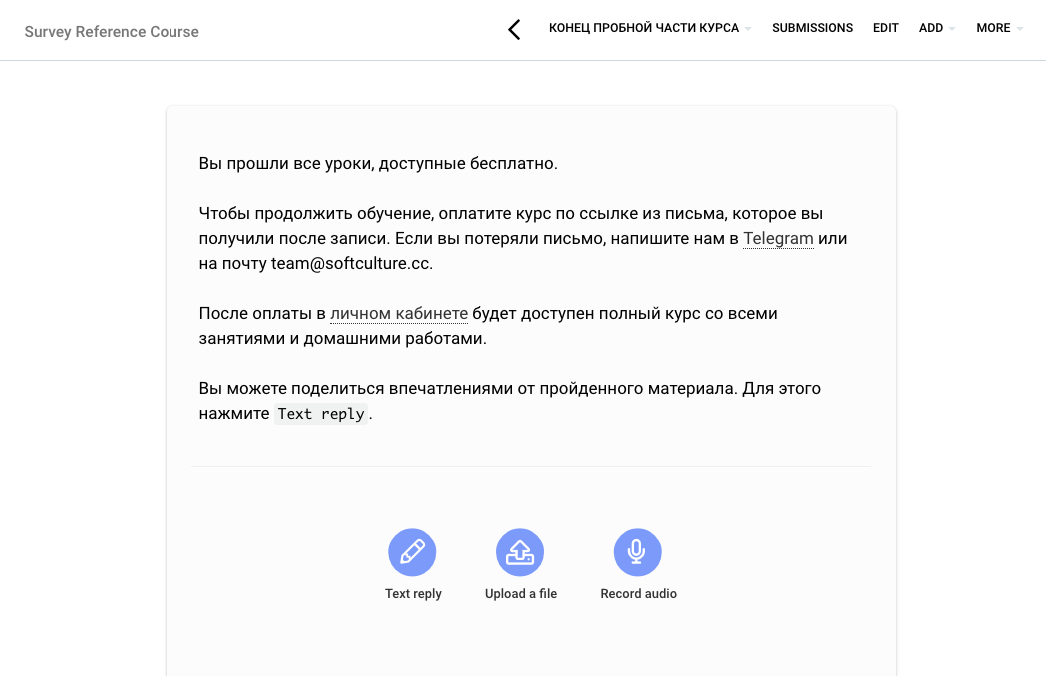 Survey Reference Course
КОНЕЦ ПРОБНОЙ ЧАСТИ КУРСА SUBMISSIONS EDIT ADD MORE
Вы прошли все уроки, доступные бесплатно.
Чтобы продолжить обучение, оплатите курс по ссылке из письма, которое вы
получили после записи. Если вы потеряли письмо, напишите нам в Telegram или
на почту team@softculture.cc.
После оплаты в личном кабинете будет доступен полный курс со всеми
занятиями и домашними работами.
Вы можете поделиться впечатлениями от пройденного материала. Для этого
нажмите Text reply.
Text reply Upload a file Record audio